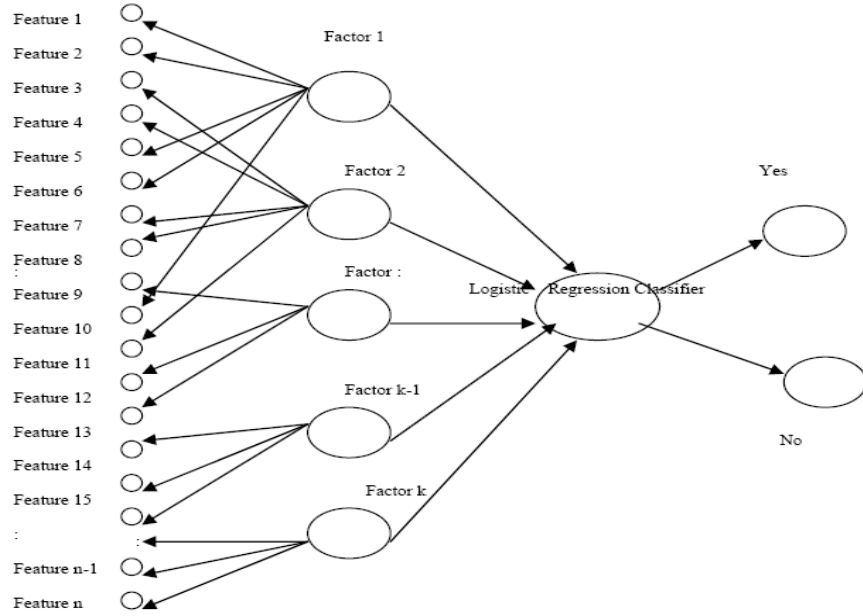 Feature 1
Feature 2
Feature 3
Feature 4
Feature 5
Feature 6
Feature 7
Feature 8
:
Feature 9
Feature 10
Feature 11
Feature 12
Feature 13
Feature 14
Feature 15
:
:
Feature n-1
Feature n
Factor 1
Factor 2
Factor :
Factor k-1
Factor k
Logistic Regression Classifier
Yes
No